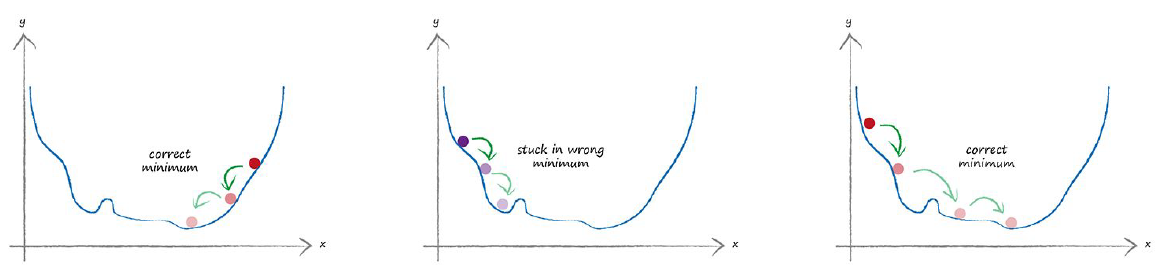 y
correct
minimum
x
y
stuck in wrong
minimum
x
y
correct
minimum
x